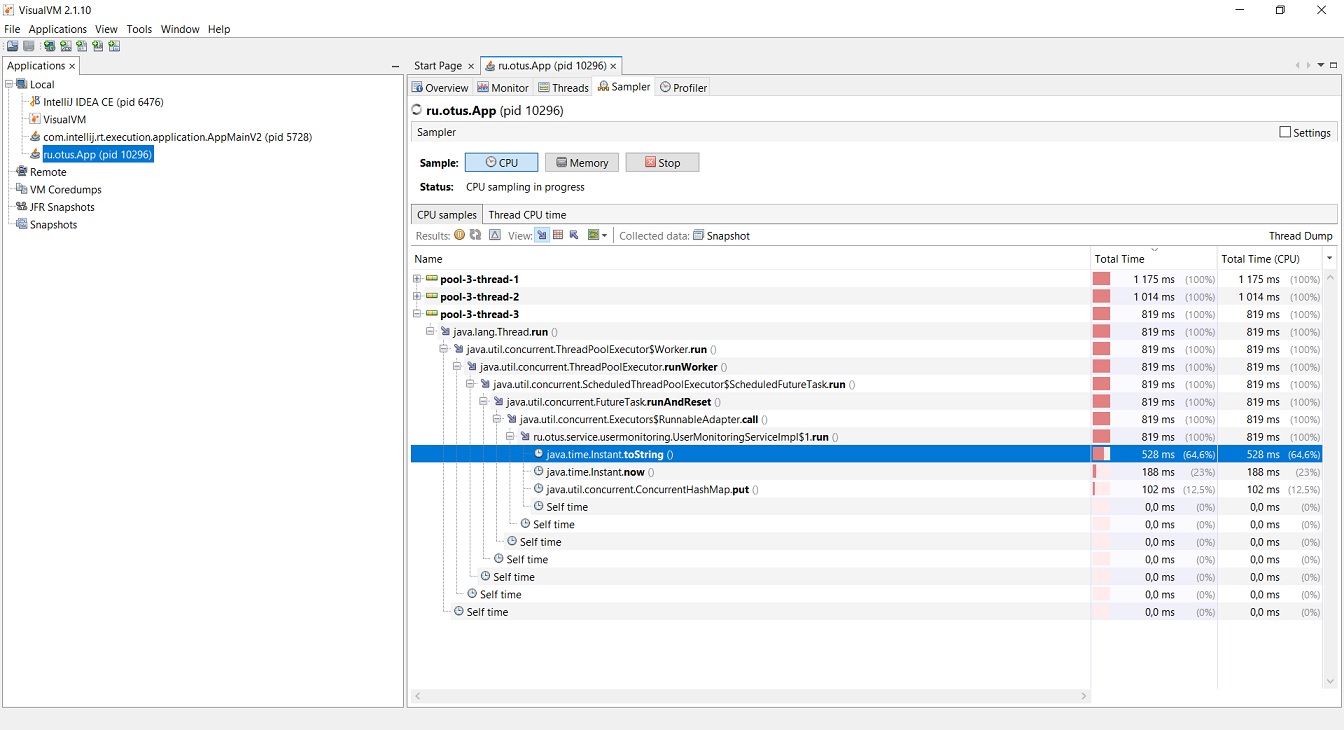 VisualVM 2.1.10
File Applications View Tools Window Help
Applications
Local
IntelliJ IDEA CE (pid 6476)
VisualVM
com.intellij.rt.execution.application.AppMainV2 (pid 5728)
ru.otus.App (pid 10296)
Remote
VM Coredumps
JFR Snapshots
Snapshots
Start Page ru.otus.App (pid 10296)
Overview Monitor Threads Sampler Profiler
ru.otus.App (pid 10296)
Sampler Settings
Sample: CPU Memory Stop
Status: CPU sampling in progress
CPU samples Thread CPU time
Results: View: Collected data: Snapshot Thread Dump
Name Total Time Total Time (CPU)
pool-3-thread-1 1 175 ms (100%) 1 175 ms (100%)
pool-3-thread-2 1 014 ms (100%) 1 014 ms (100%)
pool-3-thread-3 819 ms (100%) 819 ms (100%)
java.lang.Thread.run () 819 ms (100%) 819 ms (100%)
java.util.concurrent.ThreadPoolExecutor$Worker.run () 819 ms (100%) 819 ms (100%)
java.util.concurrent.ThreadPoolExecutor.runWorker () 819 ms (100%) 819 ms (100%)
java.util.concurrent.ScheduledThreadPoolExecutor$ScheduledFutureTask.run () 819 ms (100%) 819 ms (100%)
java.util.concurrent.FutureTask.runAndReset () 819 ms (100%) 819 ms (100%)
java.util.concurrent.Executors$RunnableAdapter.call () 819 ms (100%) 819 ms (100%)
ru.otus.service.usermonitoring.UserMonitoringServiceImpl$1.run () 819 ms (100%) 819 ms (100%)
java.time.Instant.toString () 528 ms (64,6%) 528 ms (64,6%)
java.time.Instant.now () 188 ms (23%) 188 ms (23%)
java.util.concurrent.ConcurrentHashMap.put () 102 ms (12,5%) 102 ms (12,5%)
Self time 0,0 ms (0%) 0,0 ms (0%)
Self time 0,0 ms (0%) 0,0 ms (0%)
Self time 0,0 ms (0%) 0,0 ms (0%)
Self time 0,0 ms (0%) 0,0 ms (0%)
Self time 0,0 ms (0%) 0,0 ms (0%)
Self time 0,0 ms (0%) 0,0 ms (0%)
Self time 0,0 ms (0%) 0,0 ms (0%)